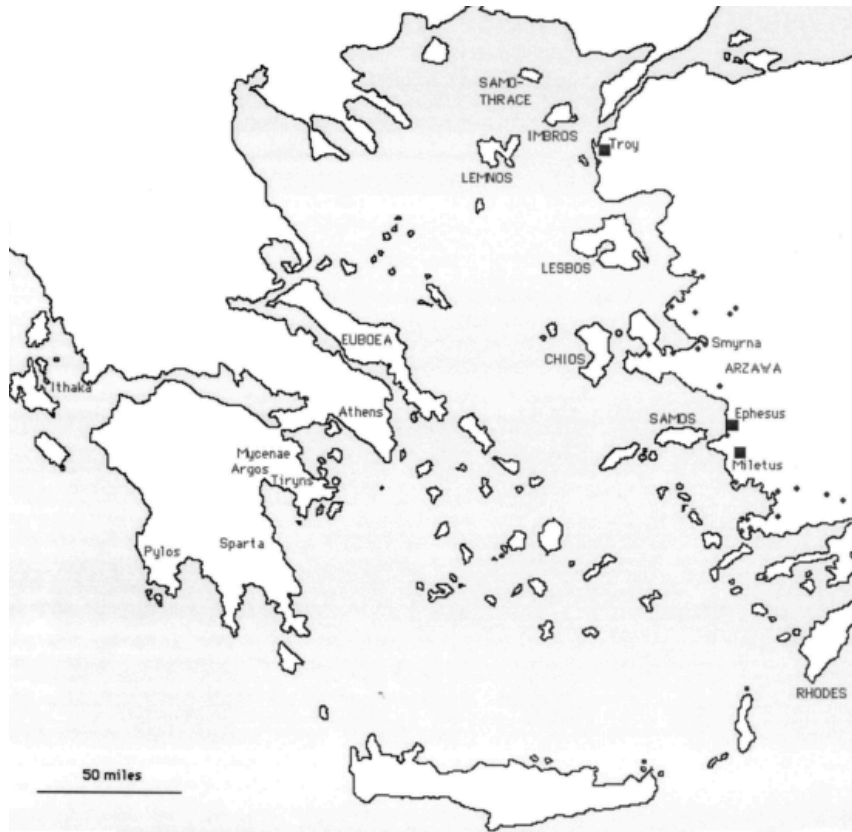 SAMO-
THRACE
IMBROS
Troy
LEMNOS
LESBOS
EUBOEA
CHIOS
Smyrna
ARZAWA
Ithaka
Athens
SAMOS
Ephesus
Mycenae
Argos
Tiryns
Miletus
Pylos
Sparta
RHODES
50 miles